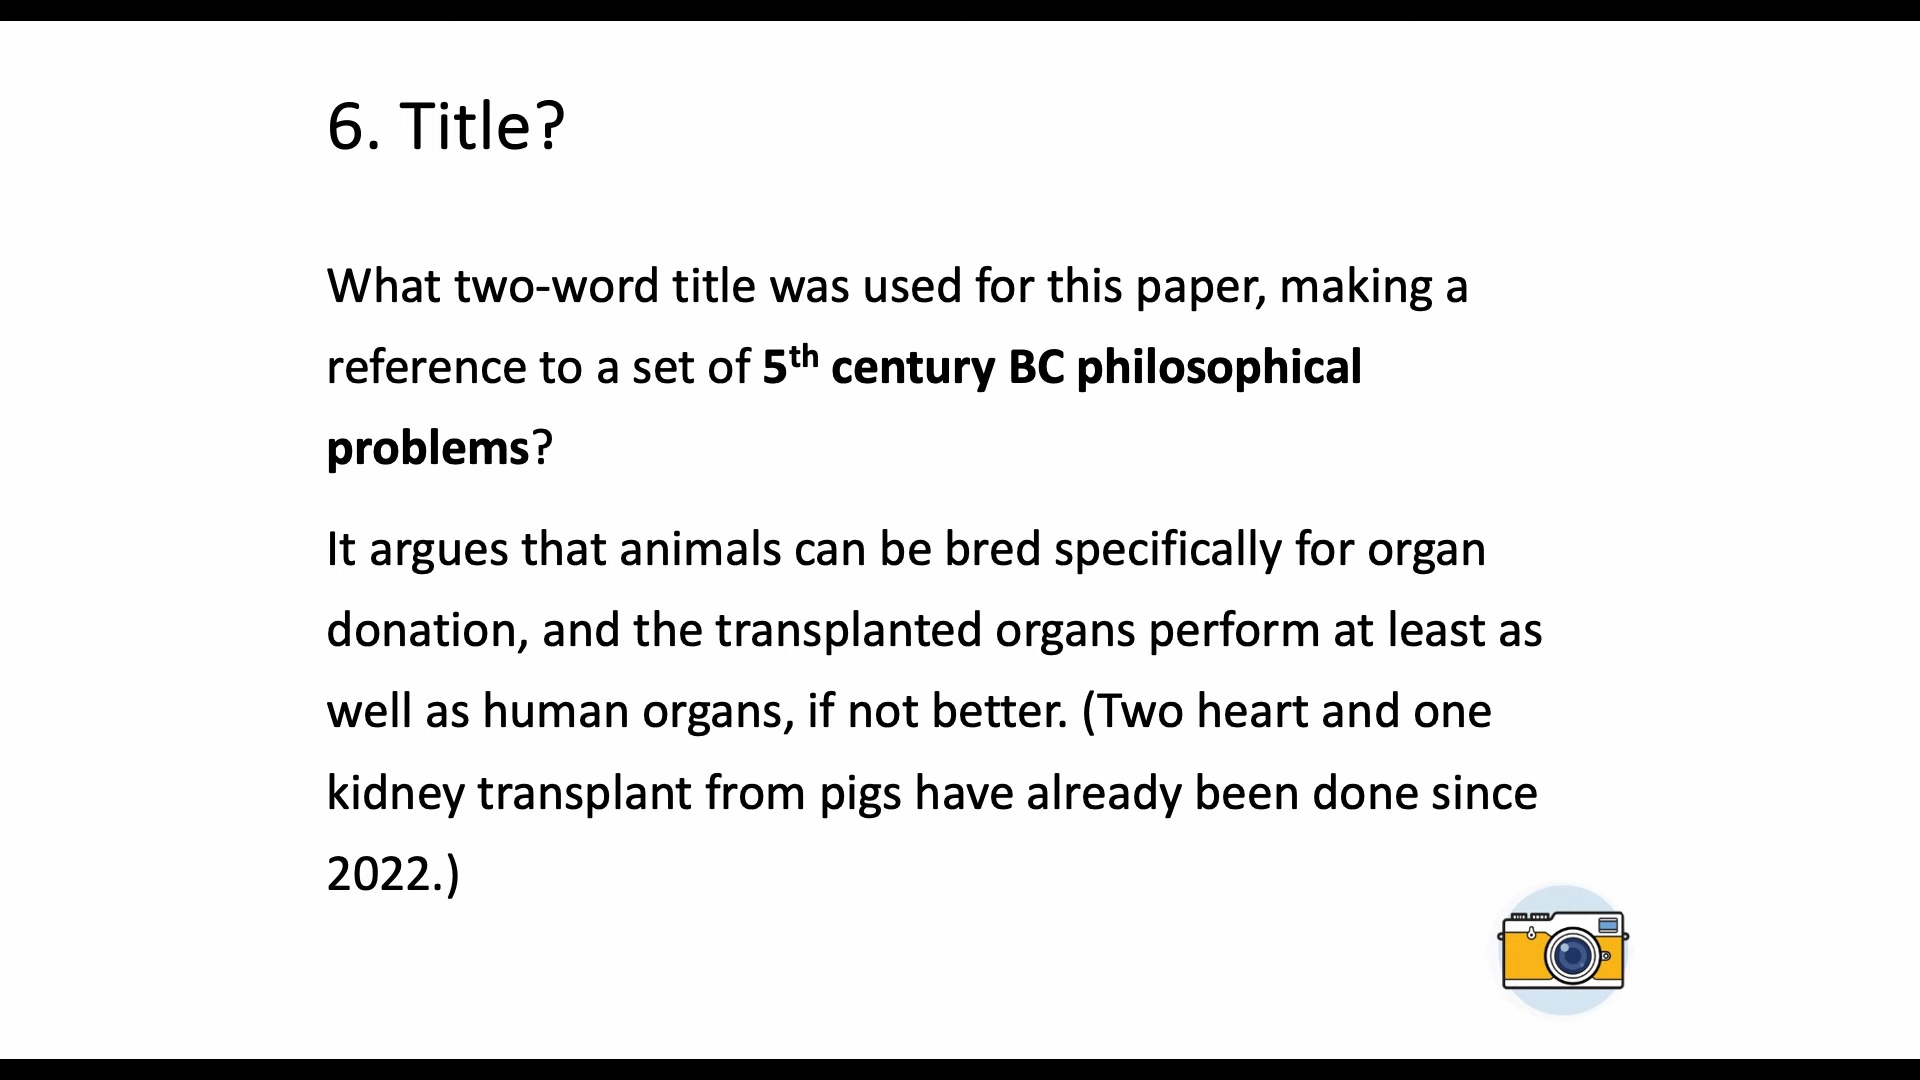 6. Title?
What two-word title was used for this paper, making a
reference to a set of 5th century BC philosophical
problems?
It argues that animals can be bred specifically for organ
donation, and the transplanted organs perform at least as
well as human organs, if not better. (Two heart and one
kidney transplant from pigs have already been done since
2022.)